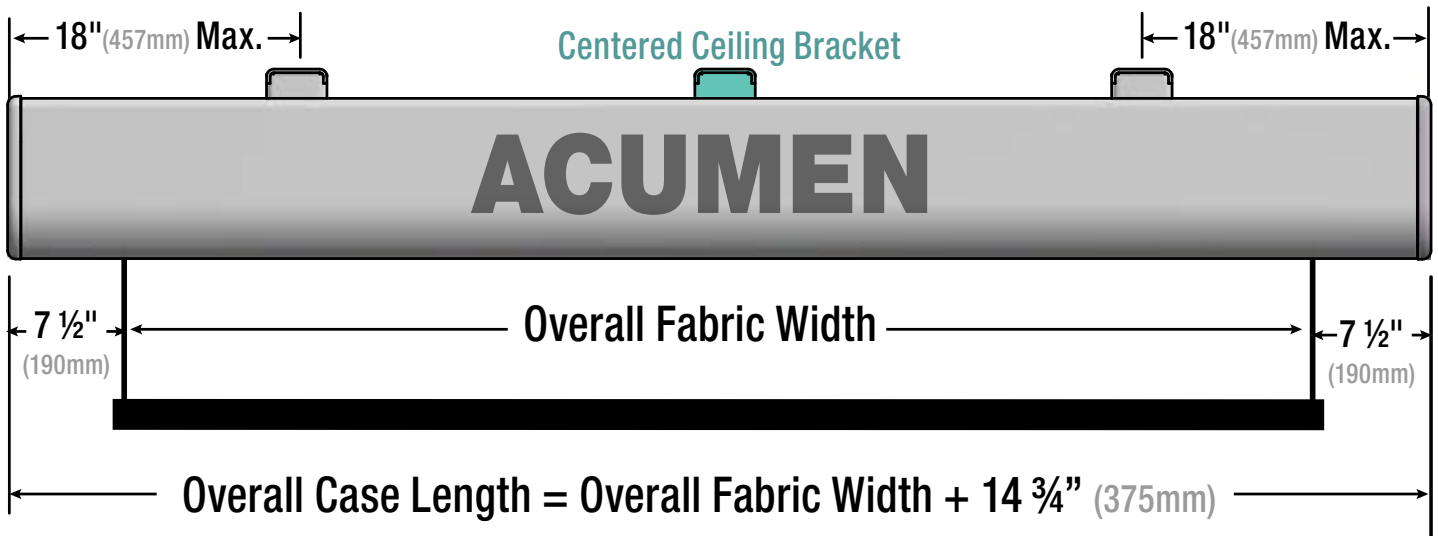 18"(457mm) Max.
Centered Ceiling Bracket
18"(457mm) Max.
ACUMEN
7 ½"
(190mm)
Overall Fabric Width
7 ½"
(190mm)
Overall Case Length = Overall Fabric Width + 14 ¾” (375mm)